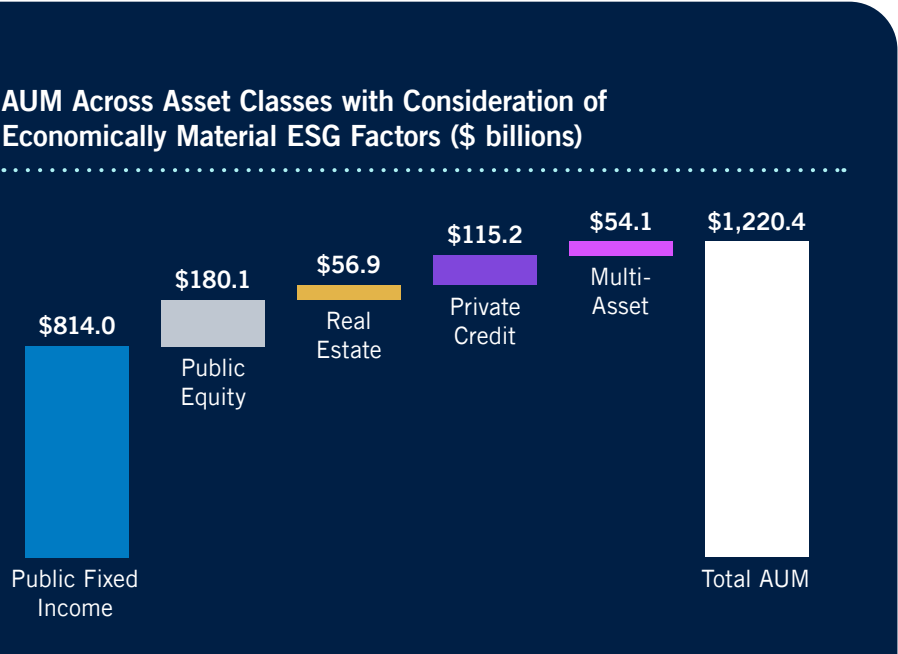 AUM Across Asset Classes with Consideration of
Economically Material ESG Factors ($ billions)
$814.0
Public Fixed
Income
$180.1
Public
Equity
$56.9
Real
Estate
$115.2
Private
Credit
$54.1
Multi-
Asset
$1,220.4
Total AUM